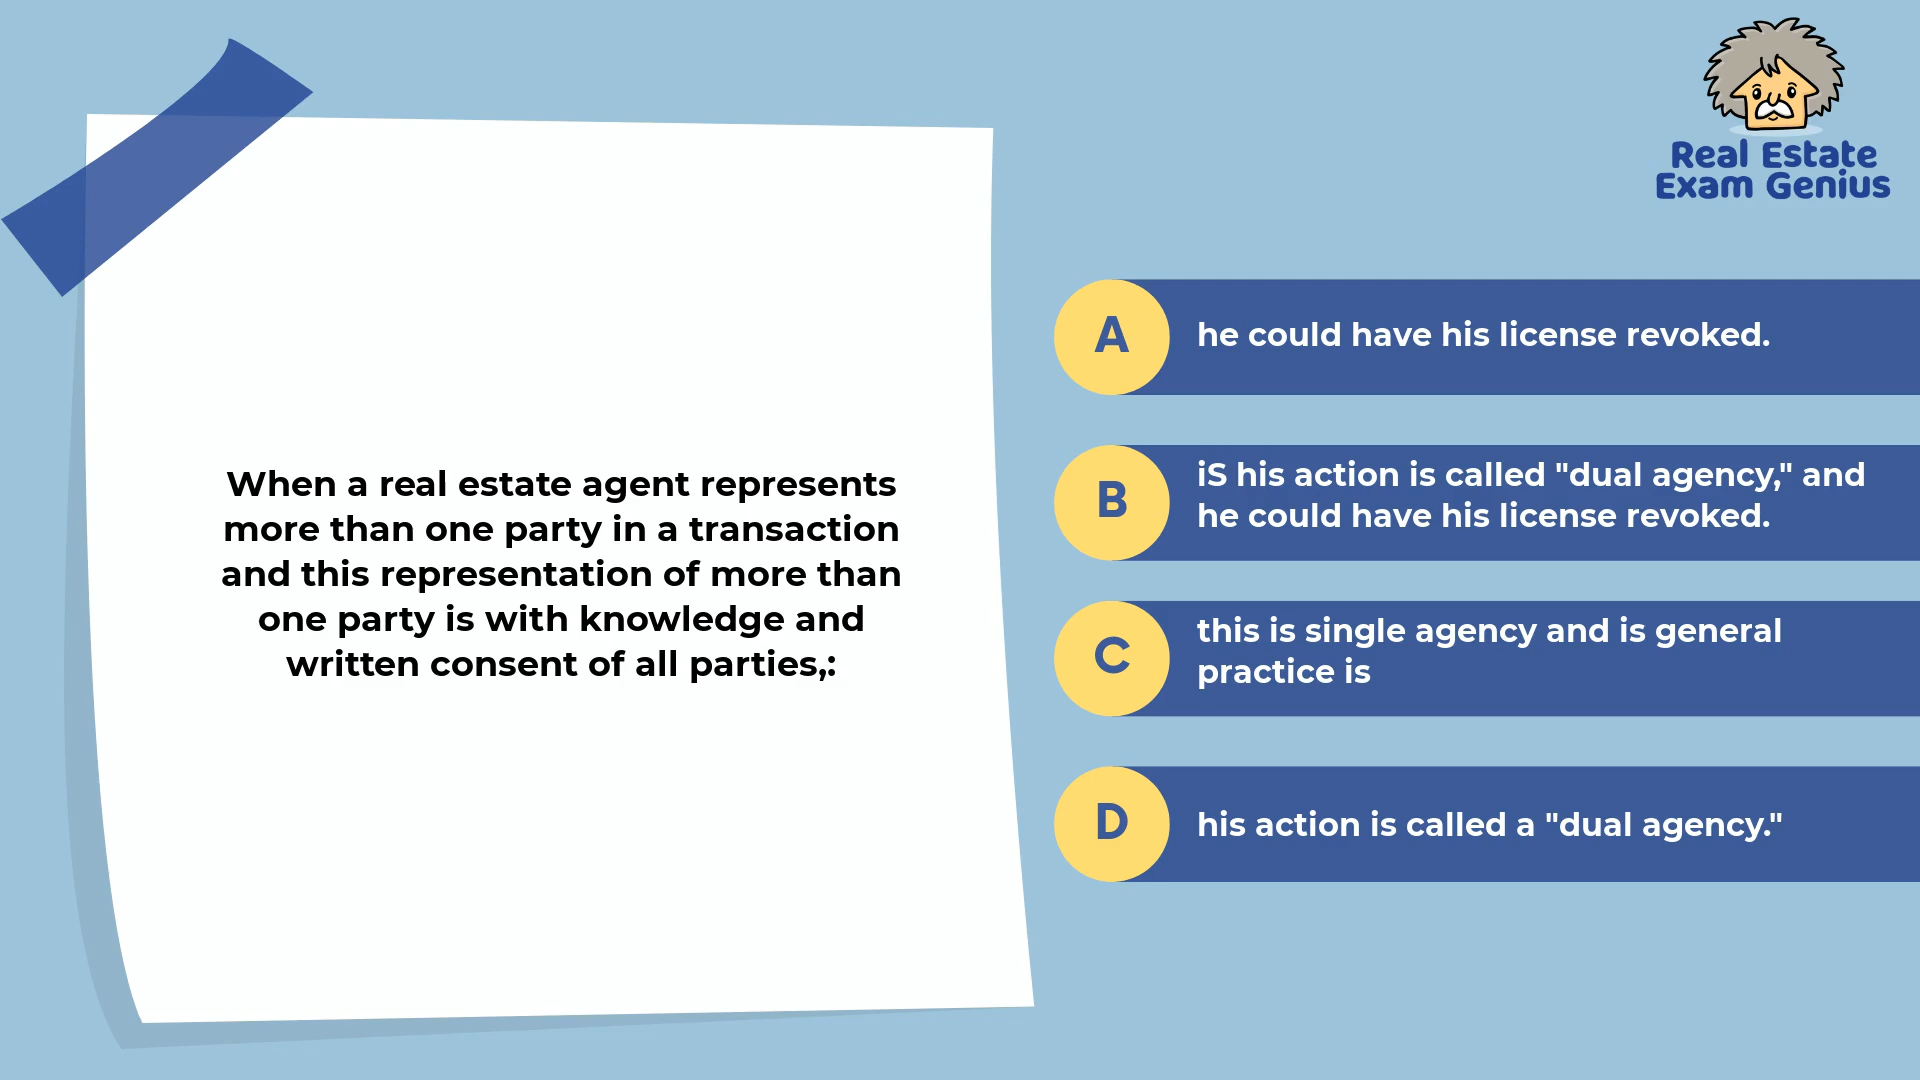 Real Estate
Exam Genius
When a real estate agent represents
more than one party in a transaction
and this representation of more than
one party is with knowledge and
written consent of all parties,:
A
he could have his license revoked.
B
iS his action is called "dual agency," and
he could have his license revoked.
C
this is single agency and is general
practice is
D
his action is called a "dual agency."